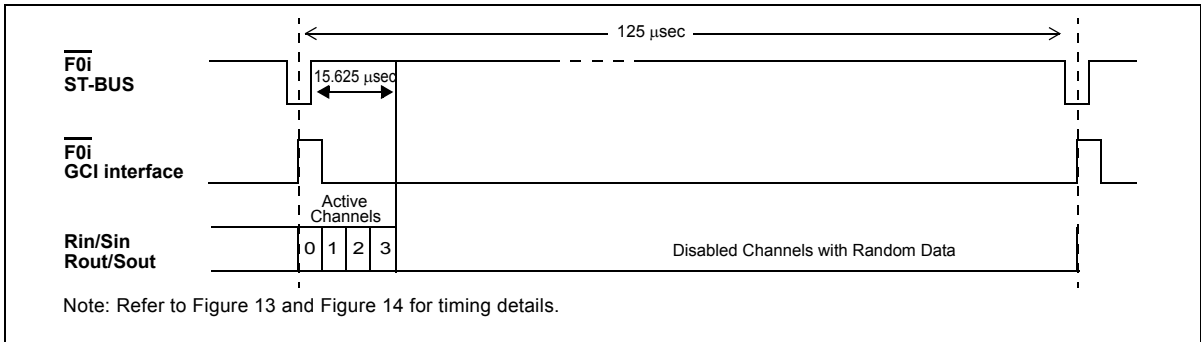 125 µsec
F0i
ST-BUS
15.625 µsec
F0i
GCI interface
Active
Channels
Rin/Sin
Rout/Sout
0 1 2 3
Disabled Channels with Random Data
Note: Refer to Figure 13 and Figure 14 for timing details.